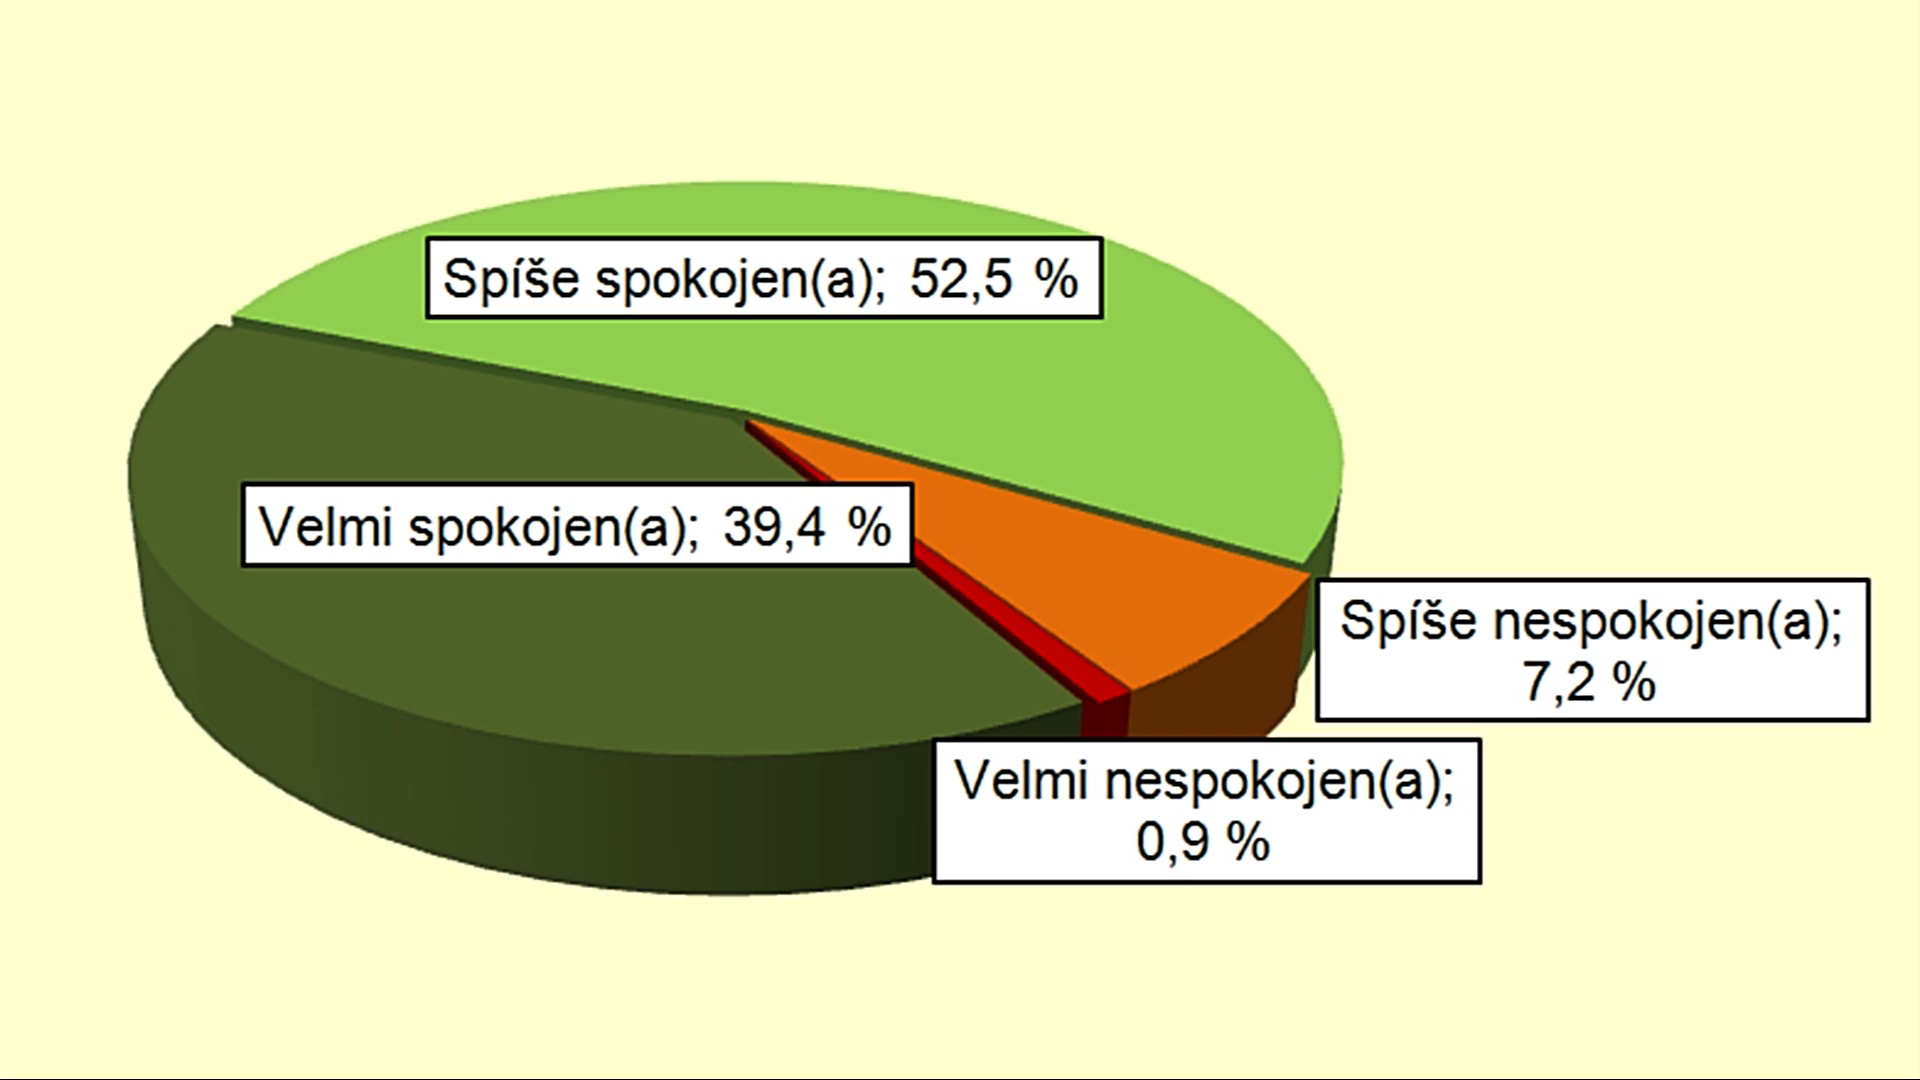 Spíše spokojen(a); 52,5 %
Velmi spokojen(a); 39,4 %
Spíše nespokojen(a);
7,2 %
Velmi nespokojen(a);
0,9 %